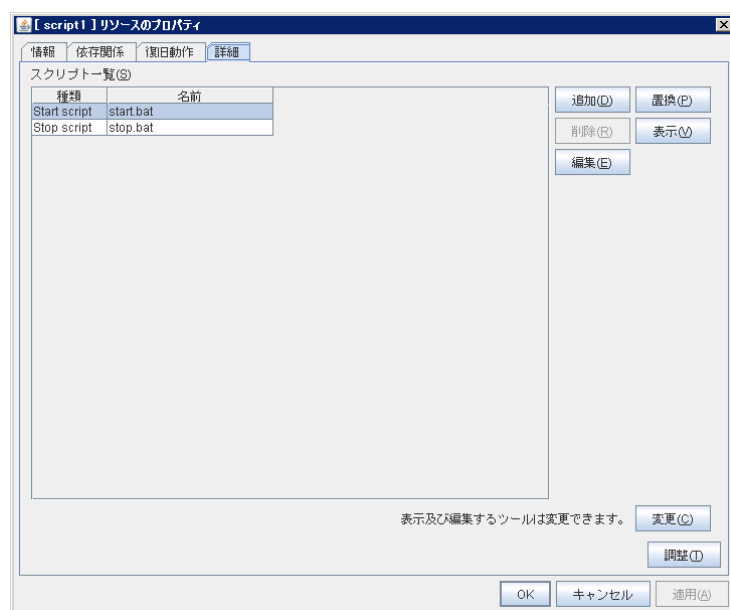 [ script1 ] リソースのプロパティ
情報 依存関係 復旧動作 詳細
スクリプト一覧(S)
種類 名前
Start script start.bat
Stop script stop.bat
追加(D) 置換(P)
削除(R) 表示(V)
編集(E)
表示及び編集するツールは変更できます。 変更(C)
調整(T)
OK キャンセル 適用(A)